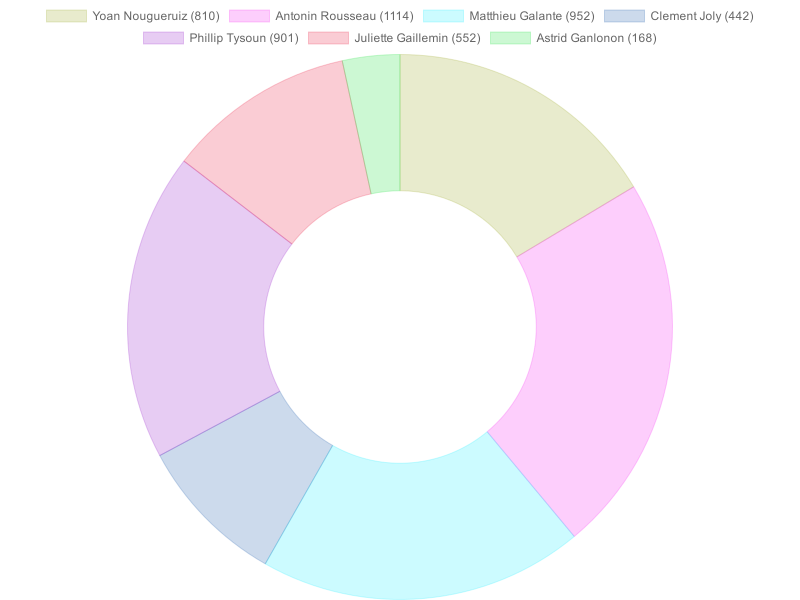 Yoan Nougueruiz (810) Antonin Rousseau (1114) Matthieu Galante (952) Clement Joly (442)
Phillip Tysoun (901) Juliette Gaillemin (552) Astrid Ganlonon (168)